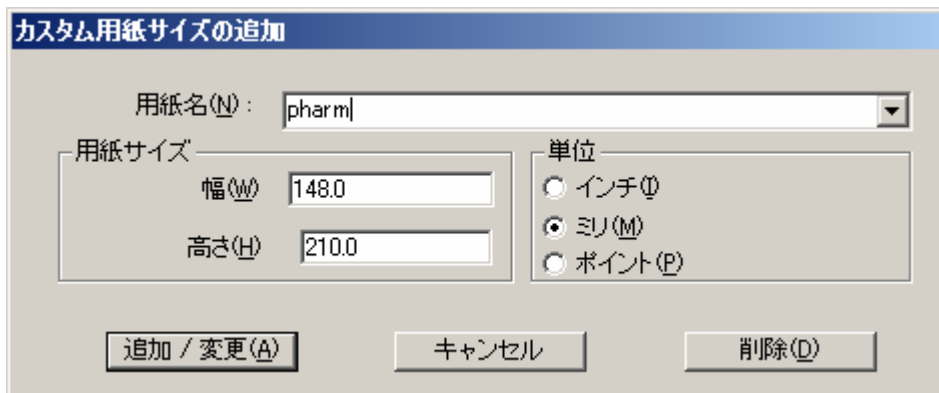 カスタム用紙サイズの追加
用紙名(N)： pharm
用紙サイズ
幅(W) 148.0
高さ(H) 210.0
単位
インチ(I)
ミリ(M)
ポイント(P)
追加 / 変更(A) キャンセル 削除(D)